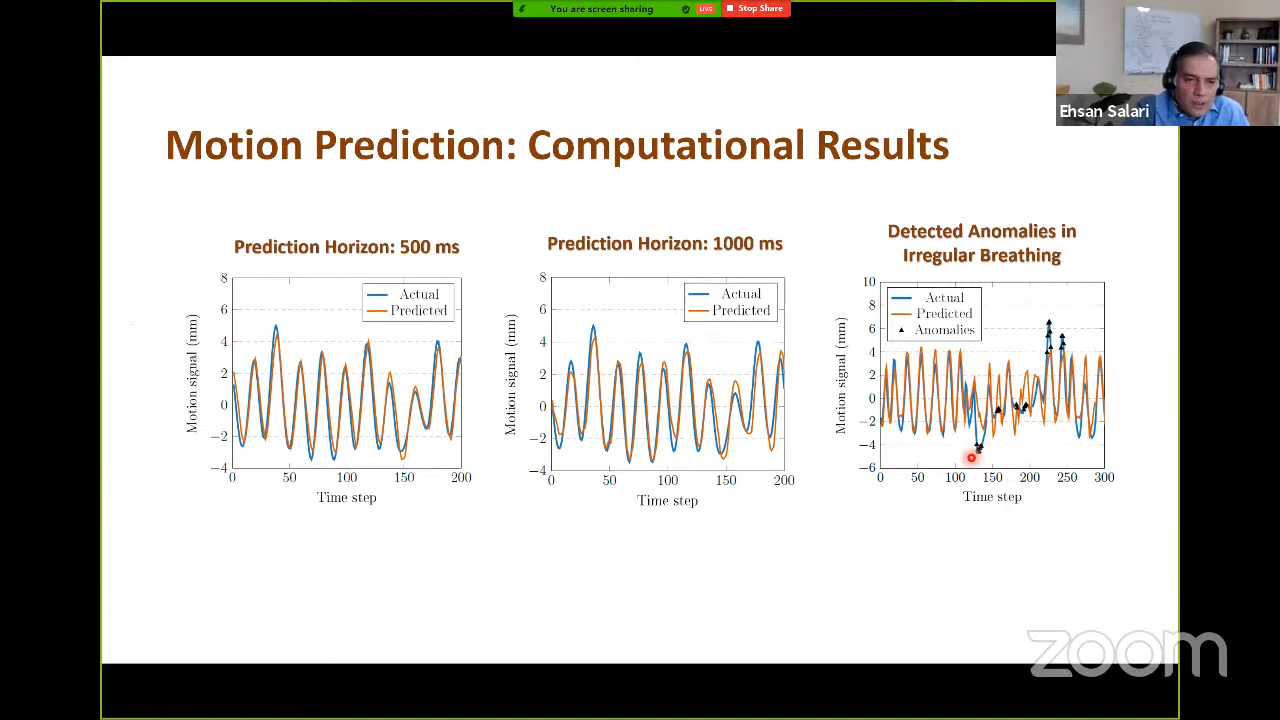 You are screen sharing LIVE Stop Share
Ehsan Salari
Motion Prediction: Computational Results
Prediction Horizon: 500 ms
8
6
4
2
0
−2
−4
Motion signal (mm)
Actual
Predicted
0 50 100 150 200
Time step
Prediction Horizon: 1000 ms
8
6
4
2
0
−2
−4
Motion signal (mm)
Actual
Predicted
0 50 100 150 200
Time step
Detected Anomalies in
Irregular Breathing
10
8
6
4
2
0
−2
−4
−6
Motion signal (mm)
Actual
Predicted
Anomalies
0 50 100 150 200 250 300
Time step
zoom